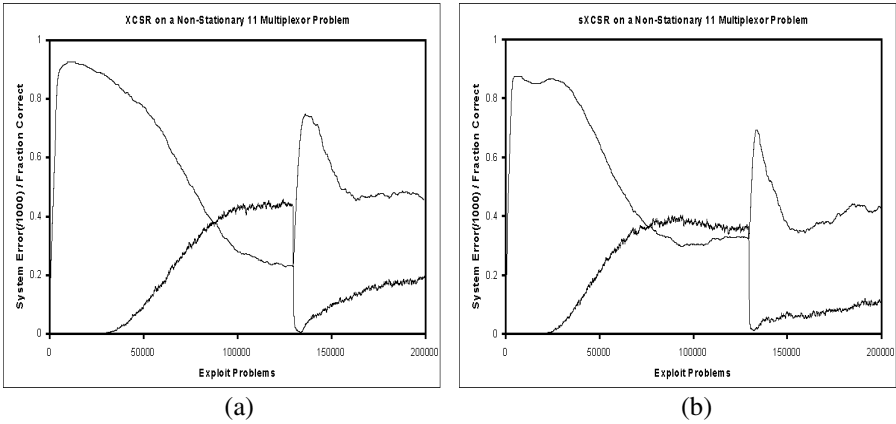 XCSR on a Non-Stationary 11 Multiplexor Problem
System Error(/1000) / Fraction Correct
1
0.8
0.6
0.4
0.2
0
0 50000 100000 150000 200000
Exploit Problems
(a)
sXCSR on a Non-Stationary 11 Multiplexor Problem
System Error(/1000) / Fraction Correct
1
0.8
0.6
0.4
0.2
0
0 50000 100000 150000 200000
Exploit Problems
(b)